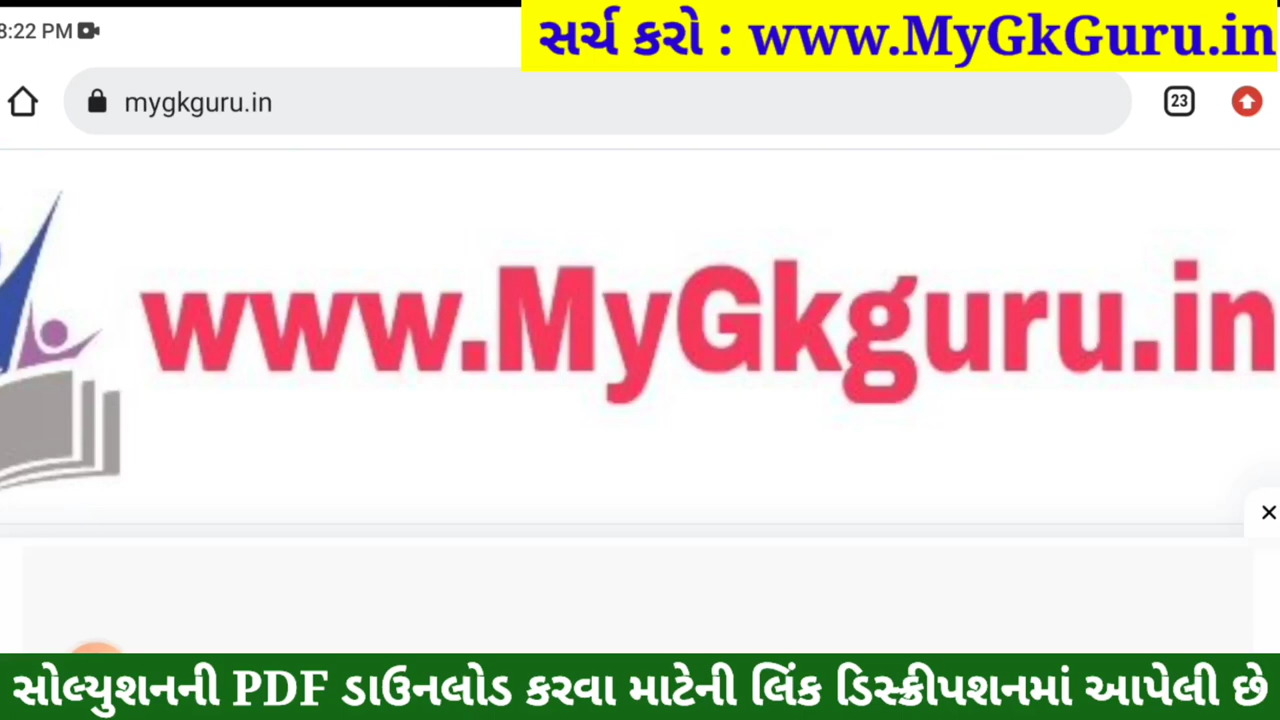 8:22 PM
સર્ચ કરો : www.MyGkGuru.in
mygkguru.in
23
www.MyGkguru.in
સોલ્યુશનની PDF ડાઉનલોડ કરવા માટેની લિંક ડિસ્ક્રીપશનમાં આપેલી છે